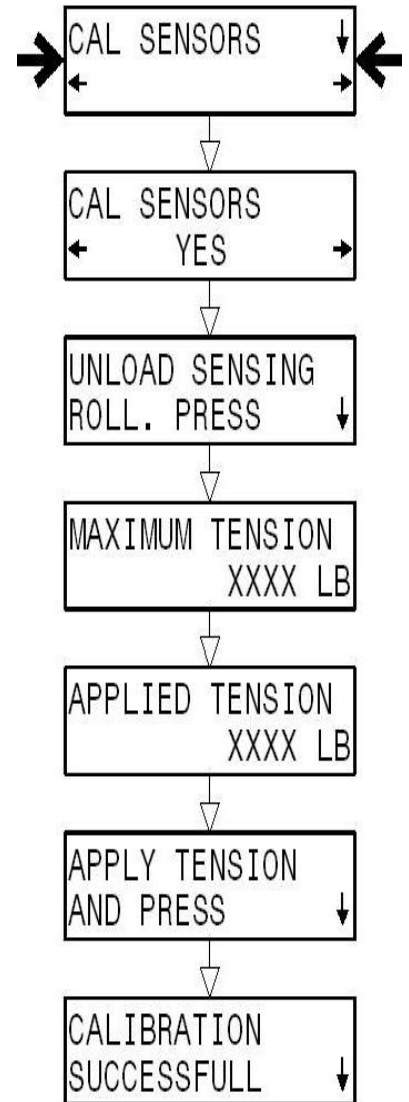 CAL SENSORS ↓
← →
CAL SENSORS
← YES →
UNLOAD SENSING
ROLL. PRESS ↓
MAXIMUM TENSION
XXXX LB
APPLIED TENSION
XXXX LB
APPLY TENSION
AND PRESS ↓
CALIBRATION
SUCCESSFULL ↓